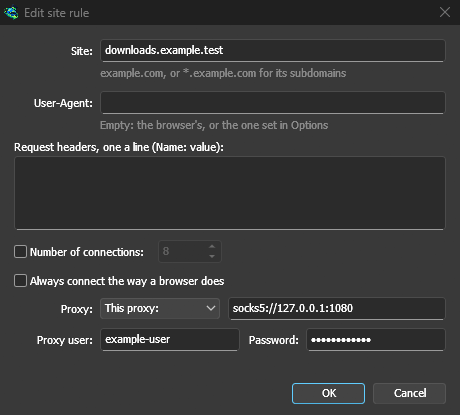 Edit site rule
Site: downloads.example.test
example.com, or *.example.com for its subdomains
User-Agent:
Empty: the browser's, or the one set in Options
Request headers, one a line (Name: value):
Number of connections: 8
Always connect the way a browser does
Proxy: This proxy: socks5://127.0.0.1:1080
Proxy user: example-user Password: ••••••••••••
OK Cancel